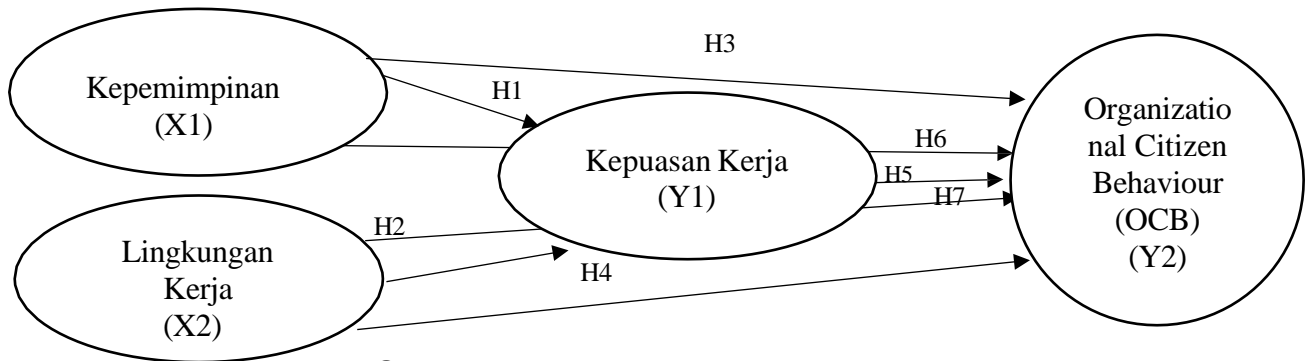 Kepemimpinan
(X1)
H3
H1
Kepuasan Kerja
(Y1)
H6
H5
H7
Organizatio
nal Citizen
Behaviour
(OCB)
(Y2)
Lingkungan
Kerja
(X2)
H2
H4